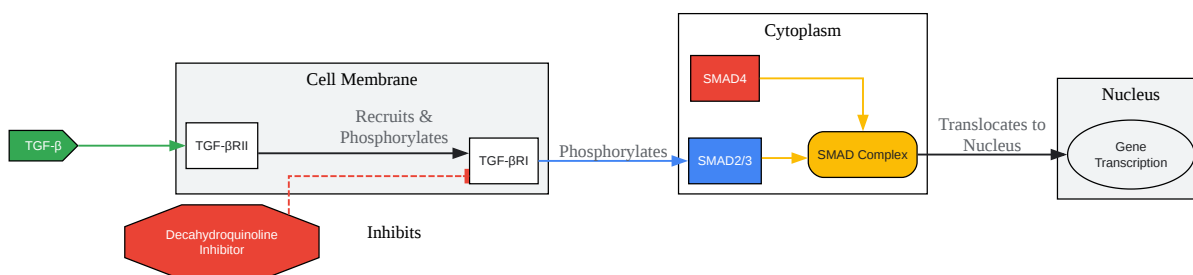 Cell Membrane
Cytoplasm
Nucleus
TGF-β
TGF-βRII
Recruits &
Phosphorylates
TGF-βRI
Phosphorylates
SMAD4
SMAD2/3
SMAD Complex
Translocates to
Nucleus
Gene
Transcription
Decahydroquinoline
Inhibitor
Inhibits